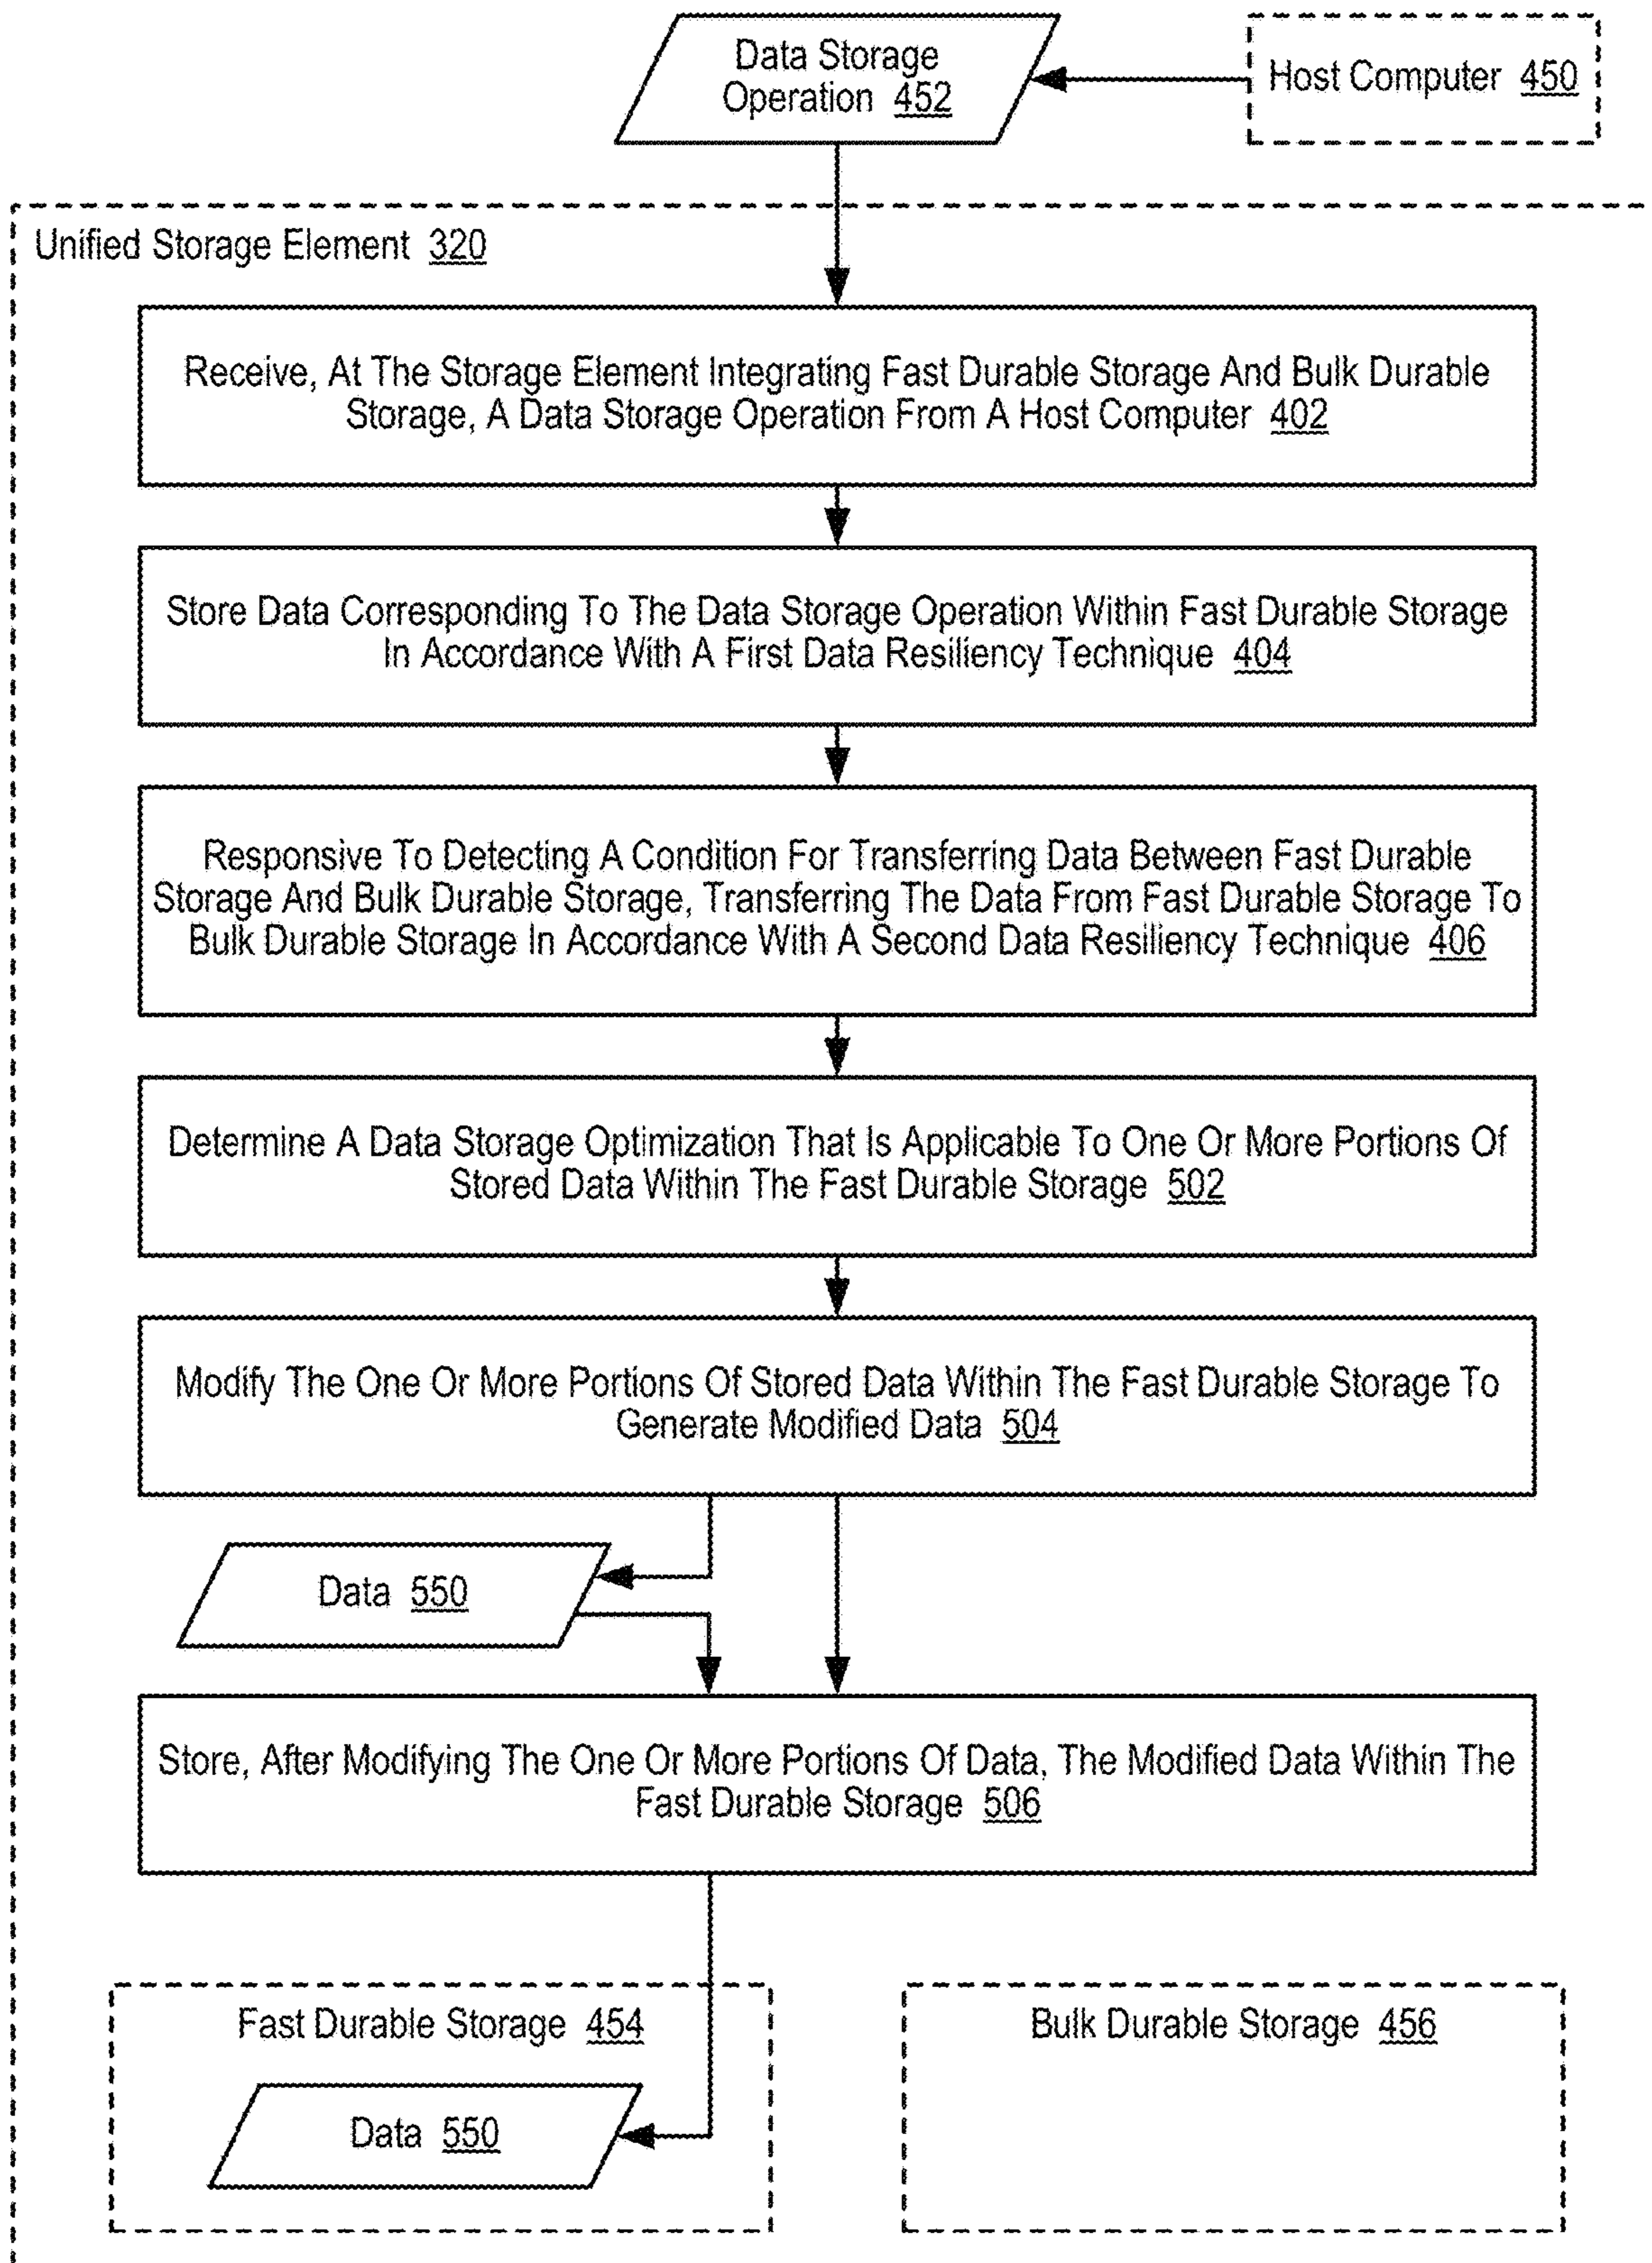 Data Storage
Operation 452
Host Computer 450
Unified Storage Element 320
Receive, At The Storage Element Integrating Fast Durable Storage And Bulk Durable
Storage, A Data Storage Operation From A Host Computer 402
Store Data Corresponding To The Data Storage Operation Within Fast Durable Storage
In Accordance With A First Data Resiliency Technique 404
Responsive To Detecting A Condition For Transferring Data Between Fast Durable
Storage And Bulk Durable Storage, Transferring The Data From Fast Durable Storage To
Bulk Durable Storage In Accordance With A Second Data Resiliency Technique 406
Determine A Data Storage Optimization That Is Applicable To One Or More Portions Of
Stored Data Within The Fast Durable Storage 502
Modify The One Or More Portions Of Stored Data Within The Fast Durable Storage To
Generate Modified Data 504
Data 550
Store, After Modifying The One Or More Portions Of Data, The Modified Data Within The
Fast Durable Storage 506
Fast Durable Storage 454
Data 550
Bulk Durable Storage 456